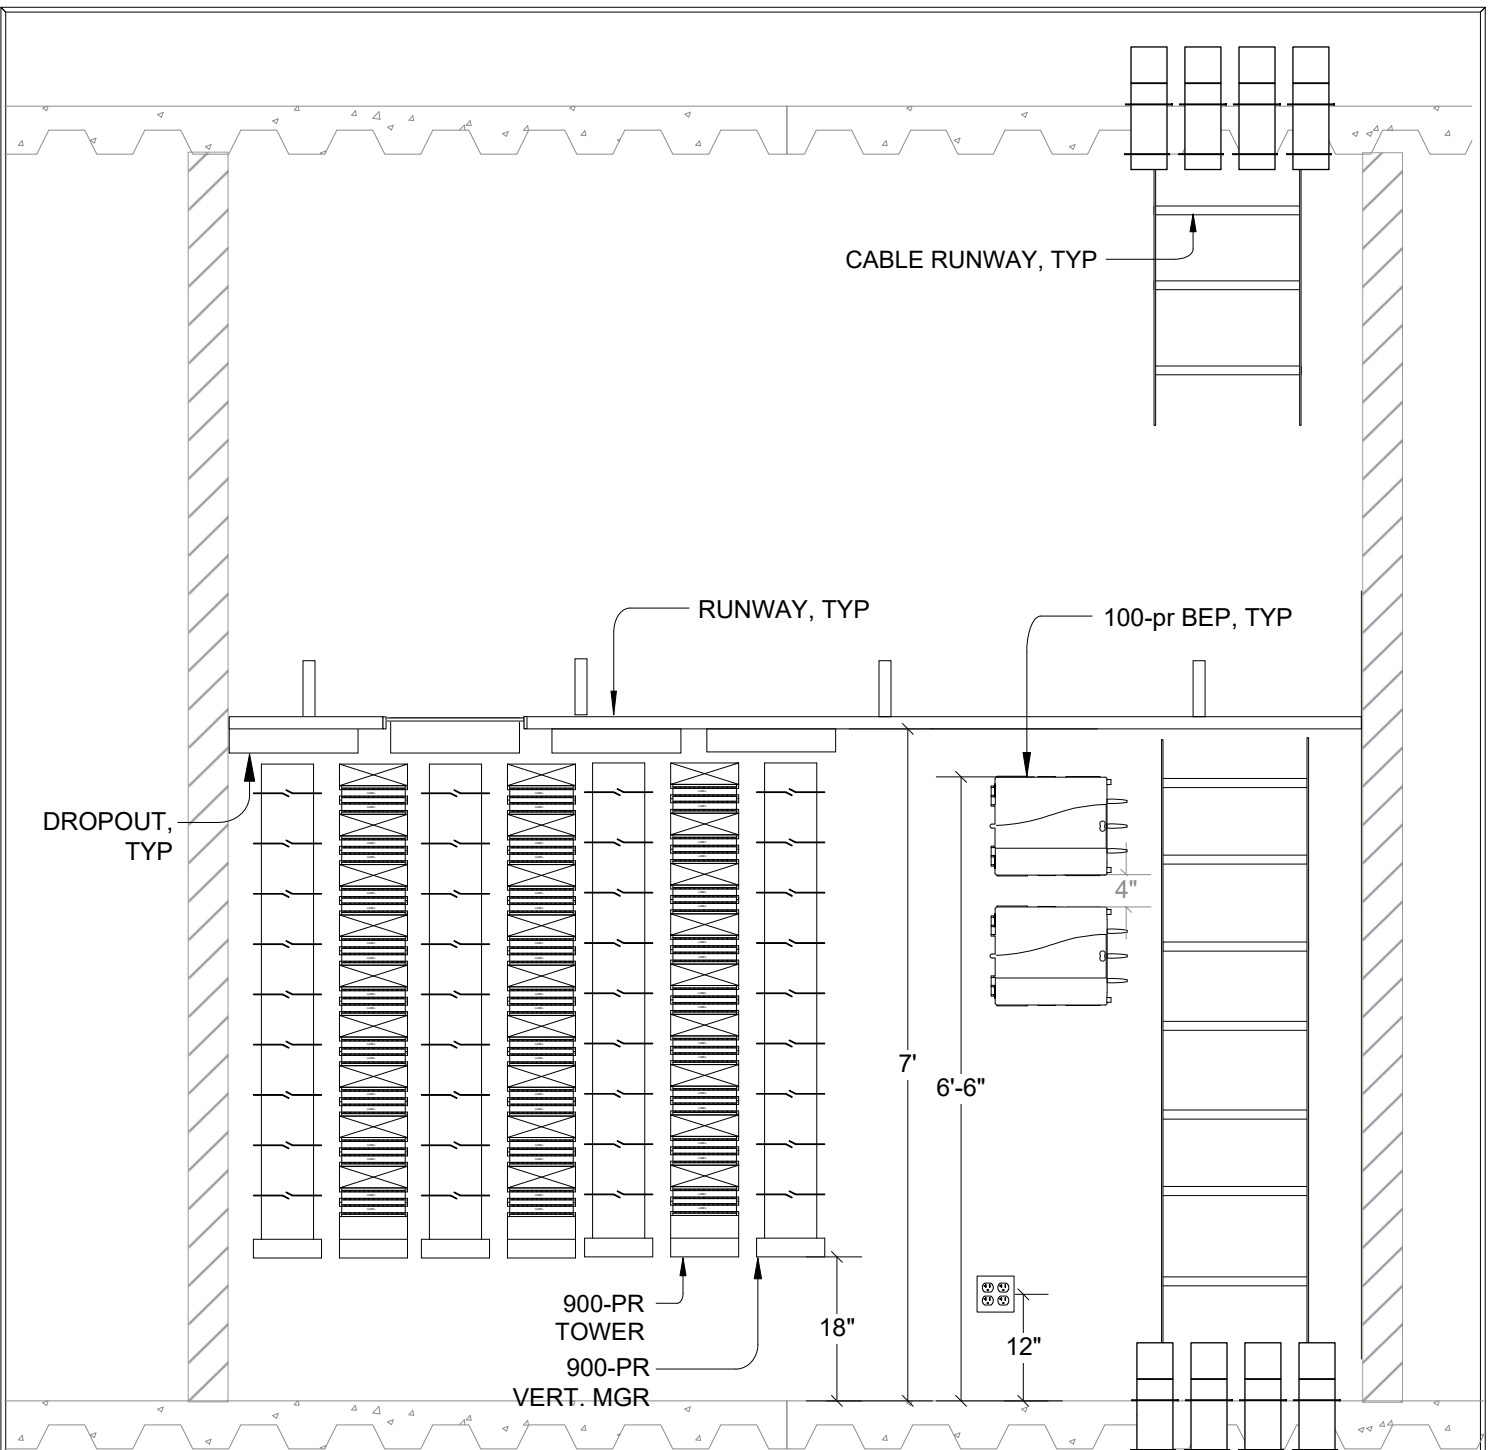 CABLE RUNWAY, TYP
RUNWAY, TYP
100-pr BEP, TYP
DROPOUT,
TYP
4"
7'
6'-6"
900-PR
TOWER
18"
12"
900-PR
VERT. MGR